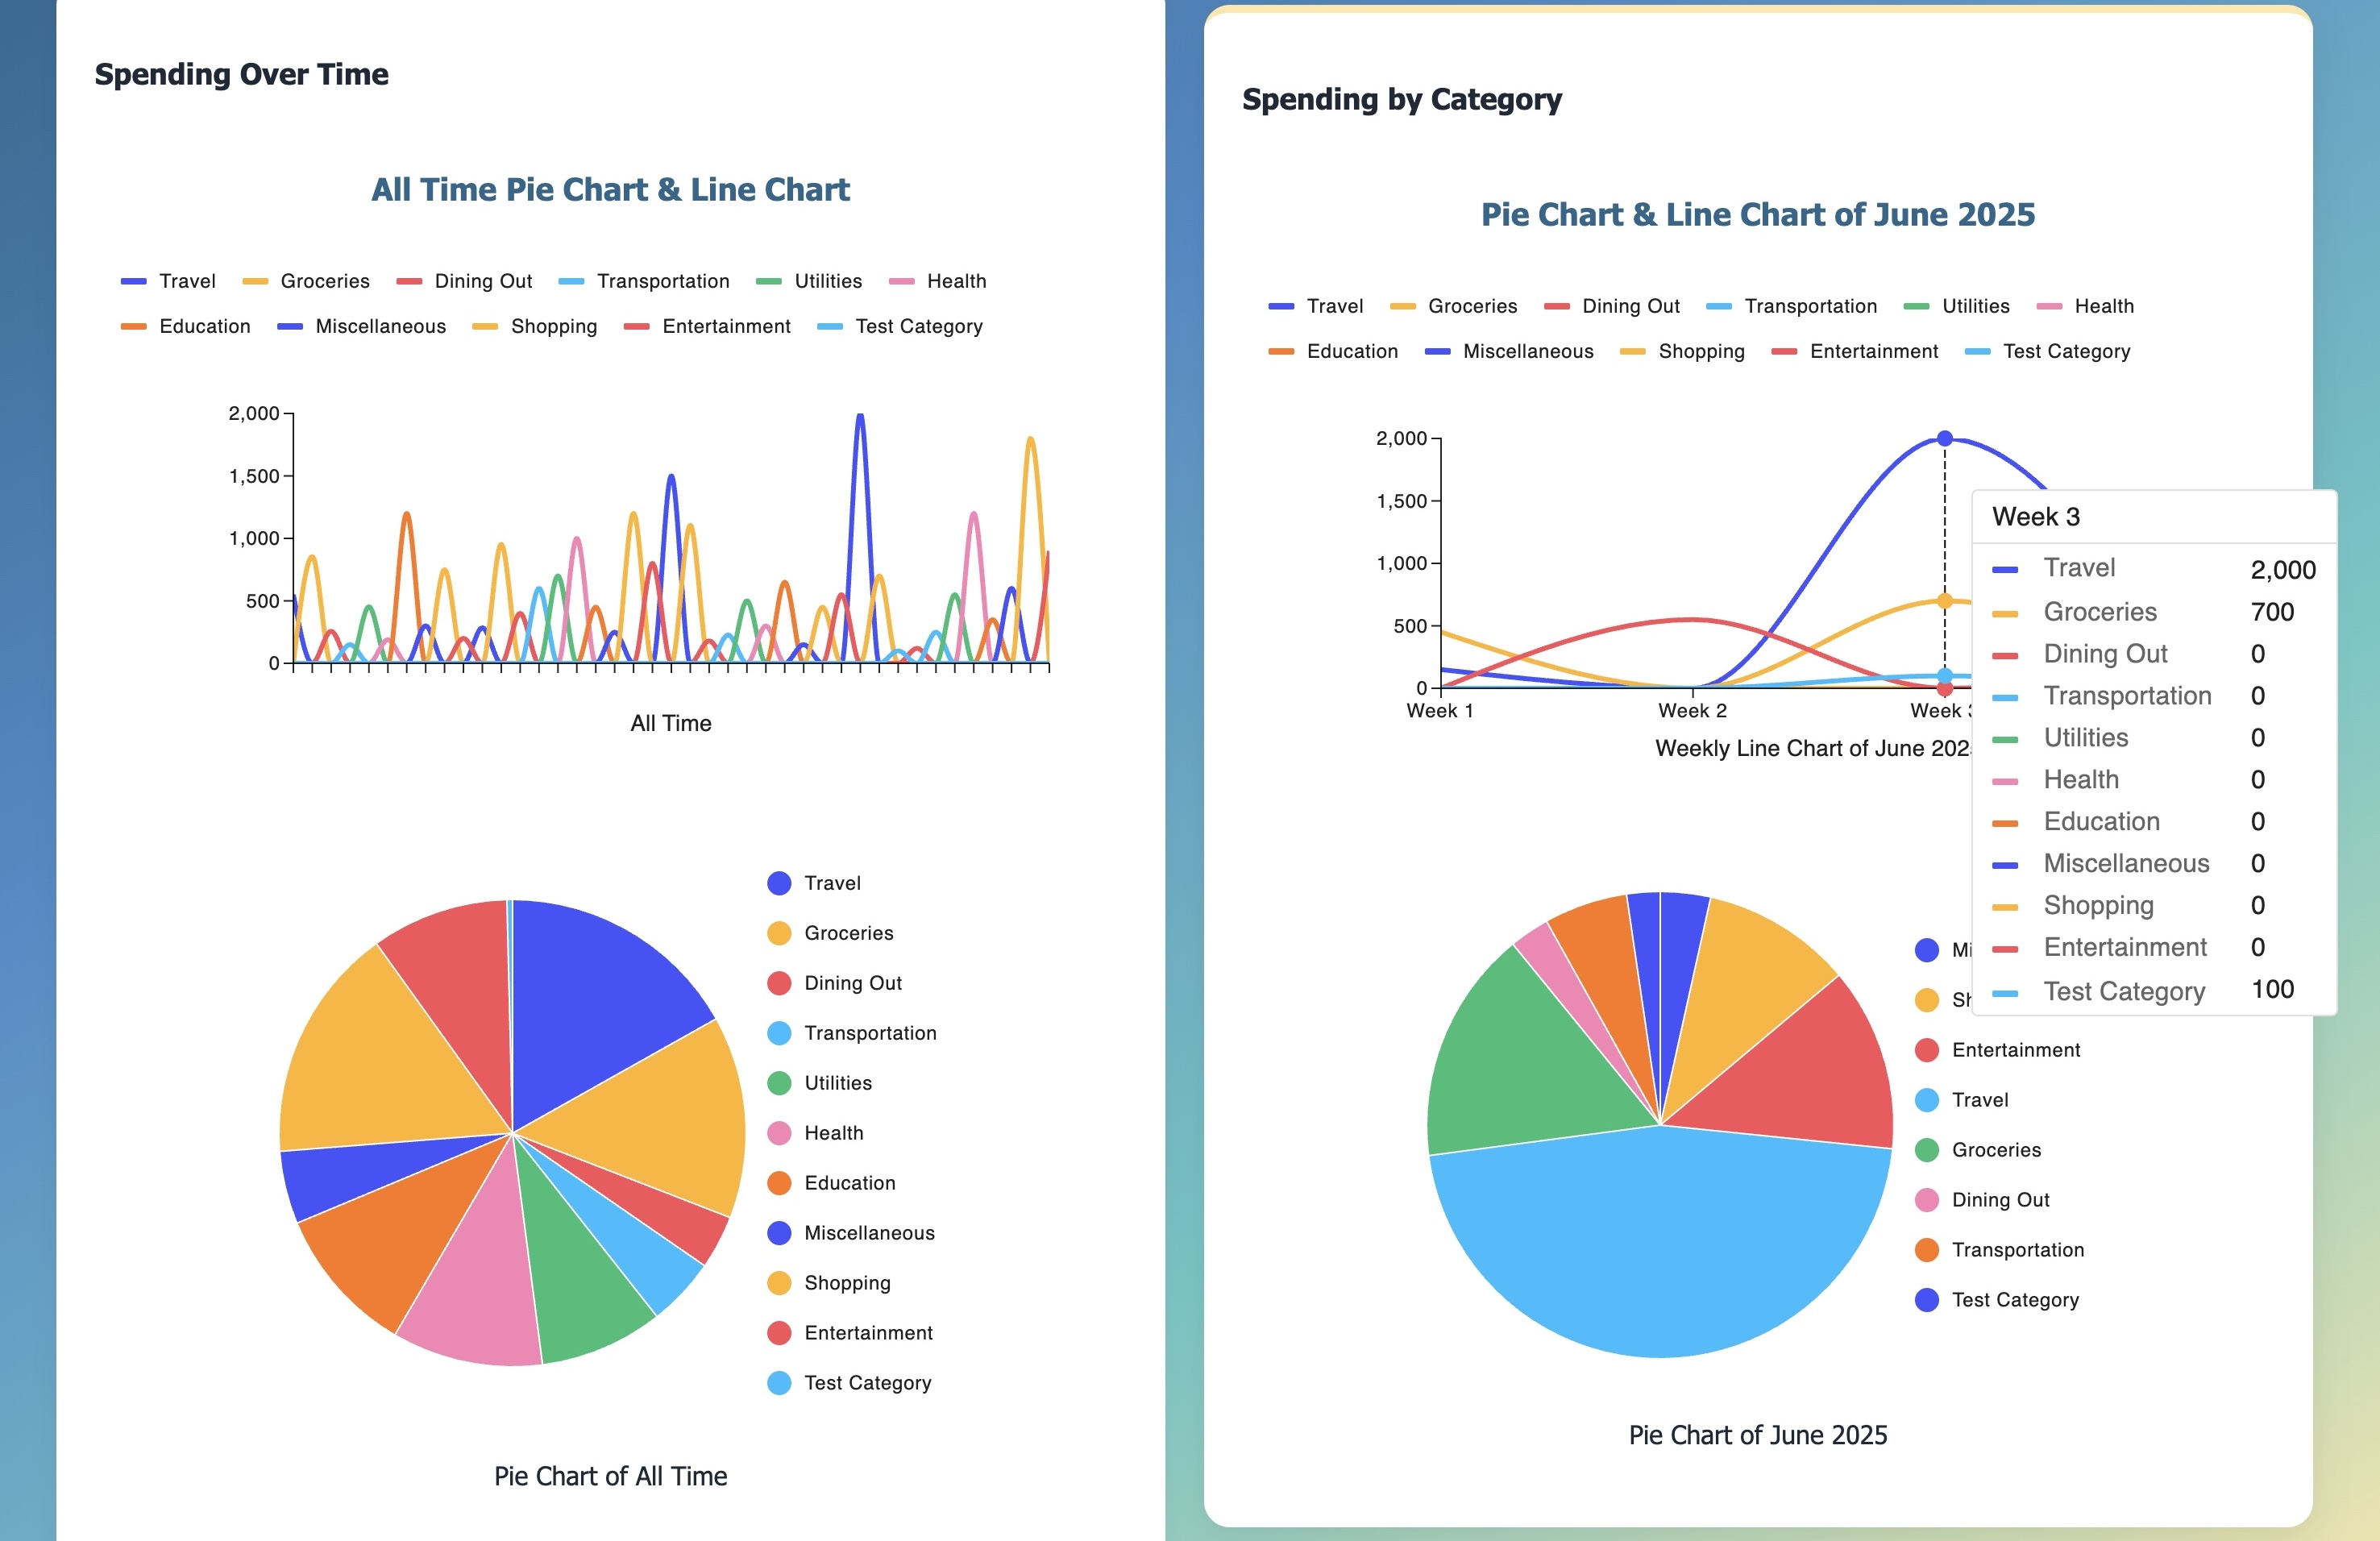 Spending Over Time
All Time Pie Chart & Line Chart
Travel Groceries Dining Out Transportation Utilities Health
Education Miscellaneous Shopping Entertainment Test Category
2,000
1,500
1,000
500
0
All Time
Travel
Groceries
Dining Out
Transportation
Utilities
Health
Education
Miscellaneous
Shopping
Entertainment
Test Category
Pie Chart of All Time
Spending by Category
Pie Chart & Line Chart of June 2025
Travel Groceries Dining Out Transportation Utilities Health
Education Miscellaneous Shopping Entertainment Test Category
2,000
1,500
1,000
500
0
Week 1 Week 2 Week
Weekly Line Chart of June 202
Week 3
Travel 2,000
Groceries 700
Dining Out 0
Transportation 0
Utilities 0
Health 0
Education 0
Miscellaneous 0
Shopping 0
Entertainment 0
Test Category 100
Mi
Sh
Entertainment
Travel
Groceries
Dining Out
Transportation
Test Category
Pie Chart of June 2025